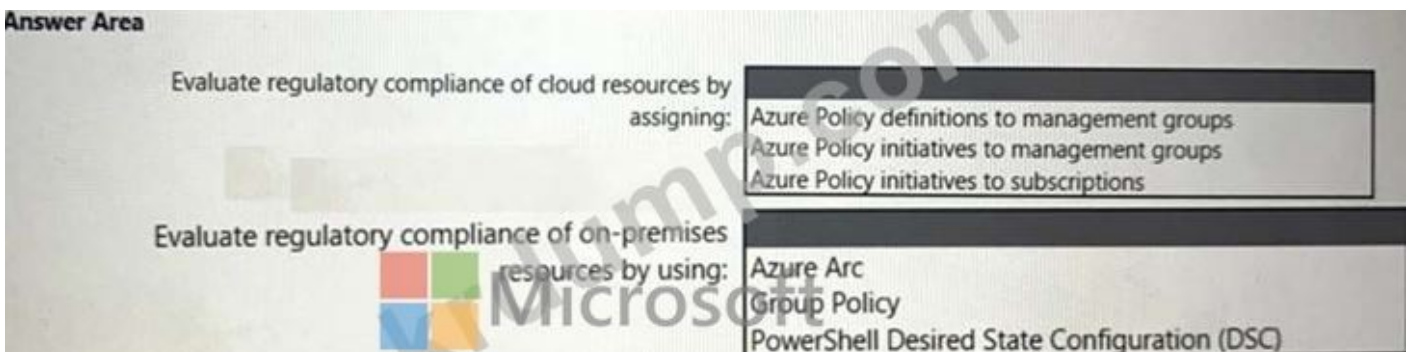 Answer Area
Evaluate regulatory compliance of cloud resources by
assigning:
Azure Policy definitions to management groups
Azure Policy initiatives to management groups
Azure Policy initiatives to subscriptions
Evaluate regulatory compliance of on-premises
resources by using:
Azure Arc
Group Policy
PowerShell Desired State Configuration (DSC)
Microsoft